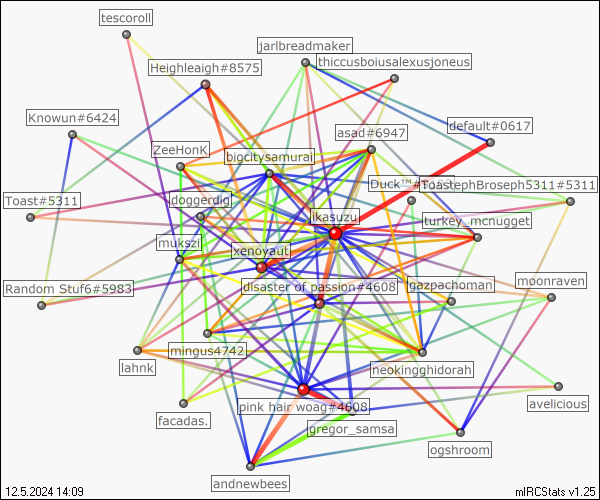 tescoroll
jarlbreadmaker
thiccusboiusalexusjoneus
Heighleaigh#8575
Knowun#6424
default#0617
asad#6947
ZeeHonK
bigcitysamurai
Duck™#
ToastephBroseph5311#5311
Toast#5311
doggerdig
ikasuzu
turkey_mcnugget
mukszi
xenoyaut
Random Stuf6#5983
disaster of passion#4608
gazpachoman
moonraven
lahnk
mingus4742
neokingghidorah
pink hair woag#4608
avelicious
facadas.
gregor_samsa
ogshroom
andnewbees
12.5.2024 14:09
mIRCStats v1.25